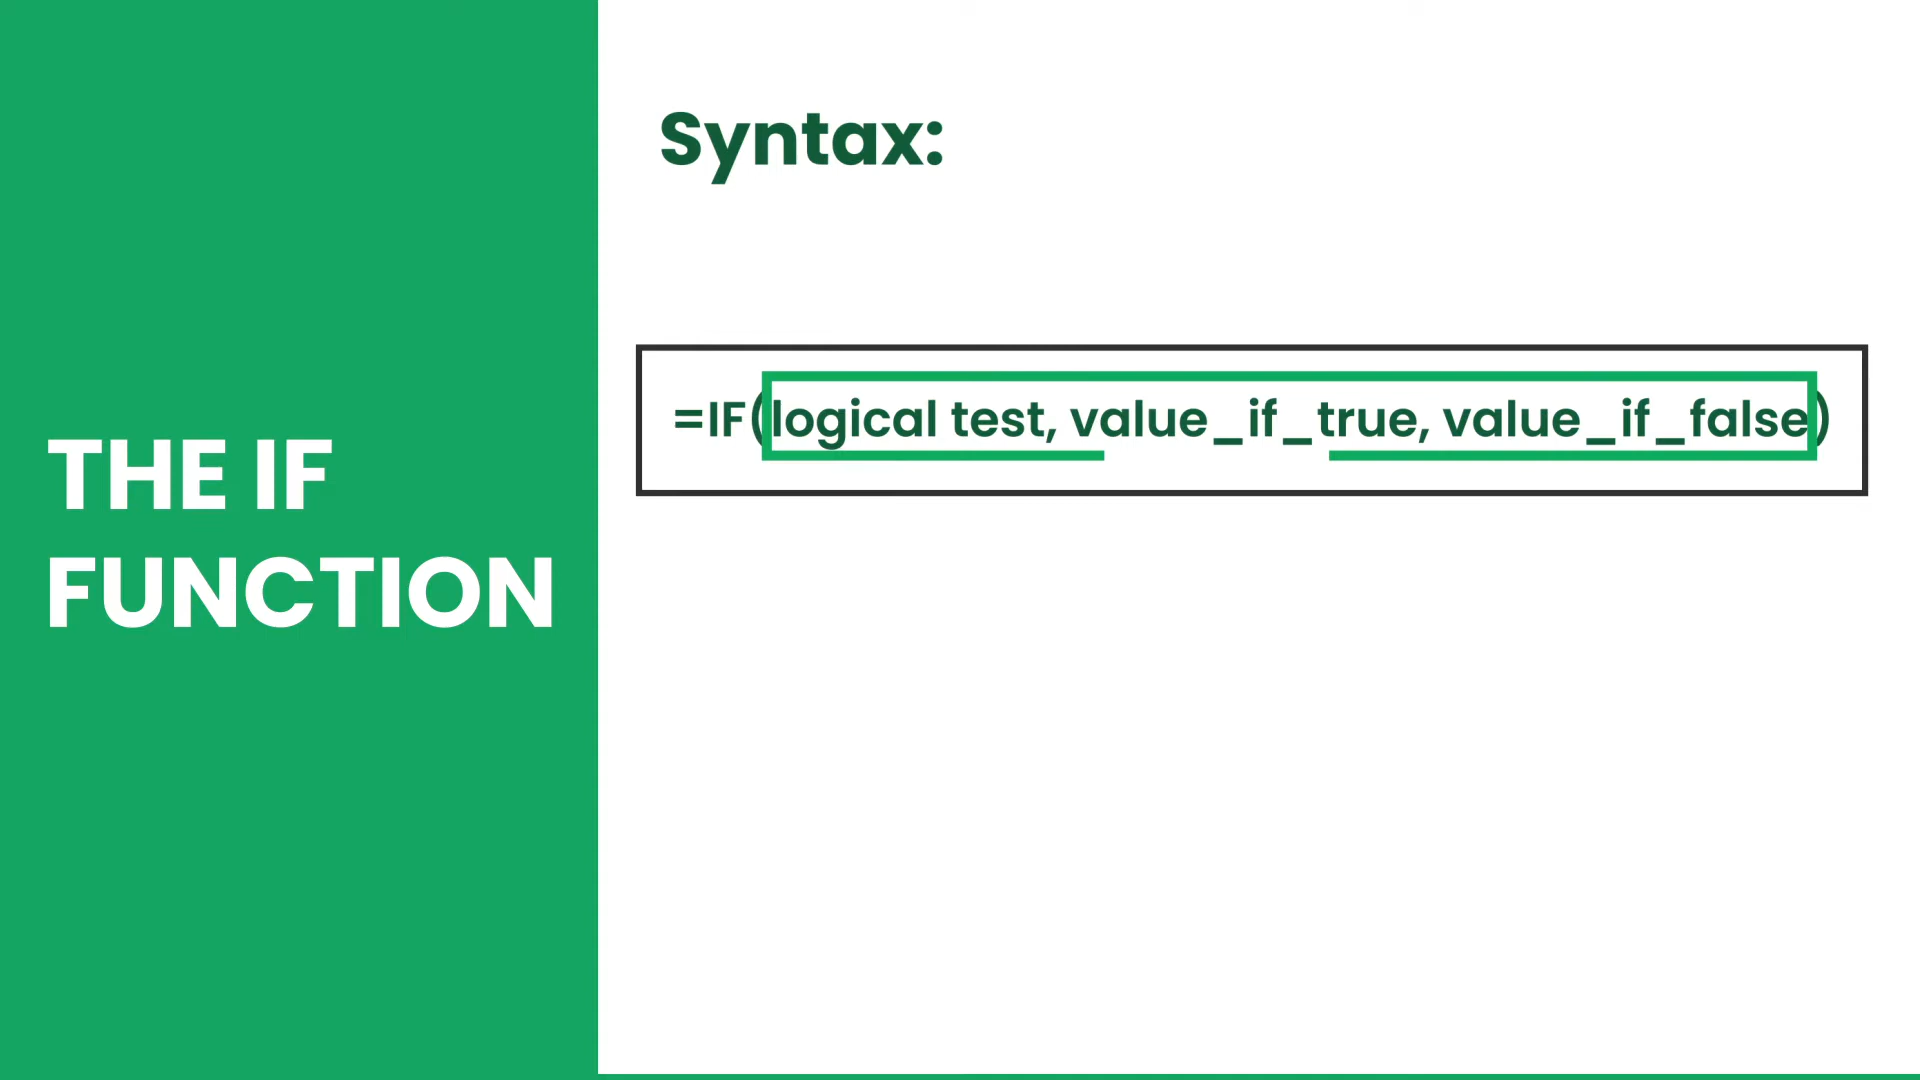 THE IF
FUNCTION
Syntax:
=IF(logical test, value_if_true, value_if_false)